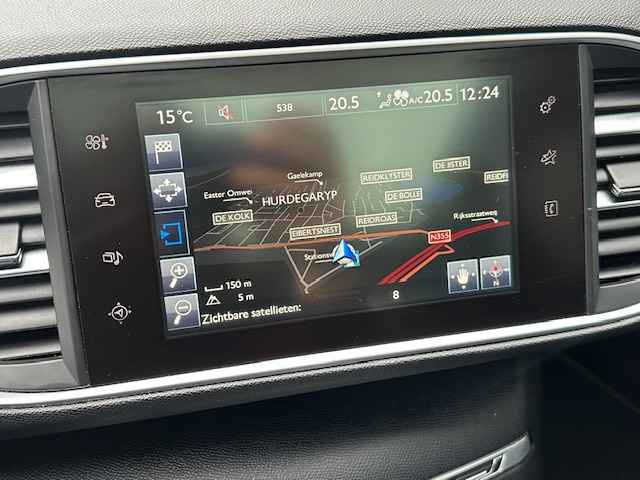 15°C S38 20.5 A/C 20.5 12:24
Gaelekamp
REIDKLYSTER
DE JISTER
Easter Omwei
HURDEGARYP
DE BOLLE
REIDFI
DE KOLK
REIDROAS
Rijksstraatweg
EIBERTSNEST
N355
Stationsw
150 m
5 m
N
Zichtbare satellieten: 8